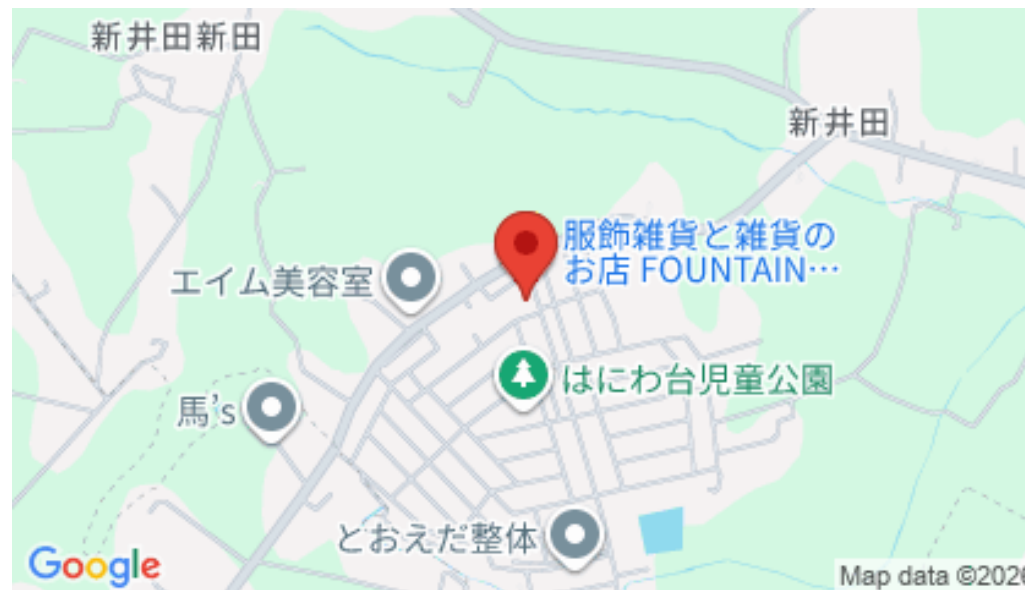 新井田新田
新井田
服飾雑貨と雑貨の
お店 FOUNTAIN…
エイム美容室
はにわ台児童公園
馬’s
とおえだ整体
Google
Map data ©2026